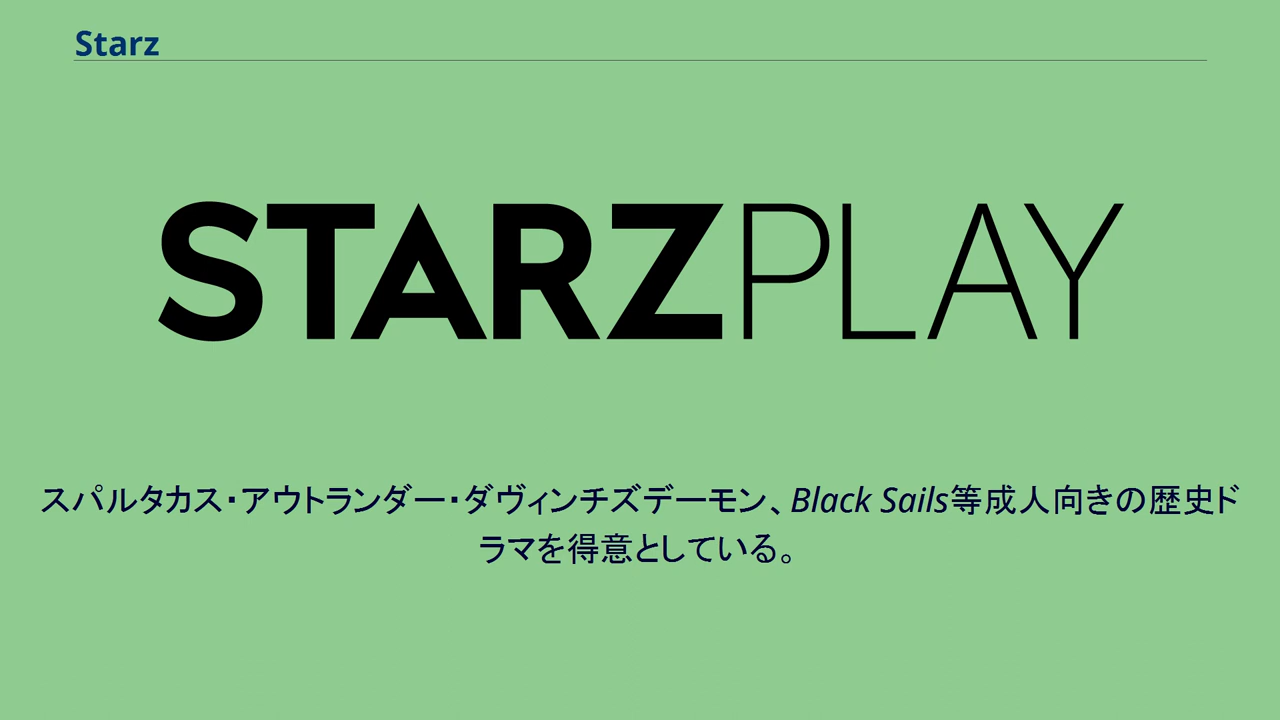 Starz
STARZPLAY
スパルタカス・アウトランダー・ダヴィンチズデーモン、Black Sails等成人向きの歴史ド
ラマを得意としている。